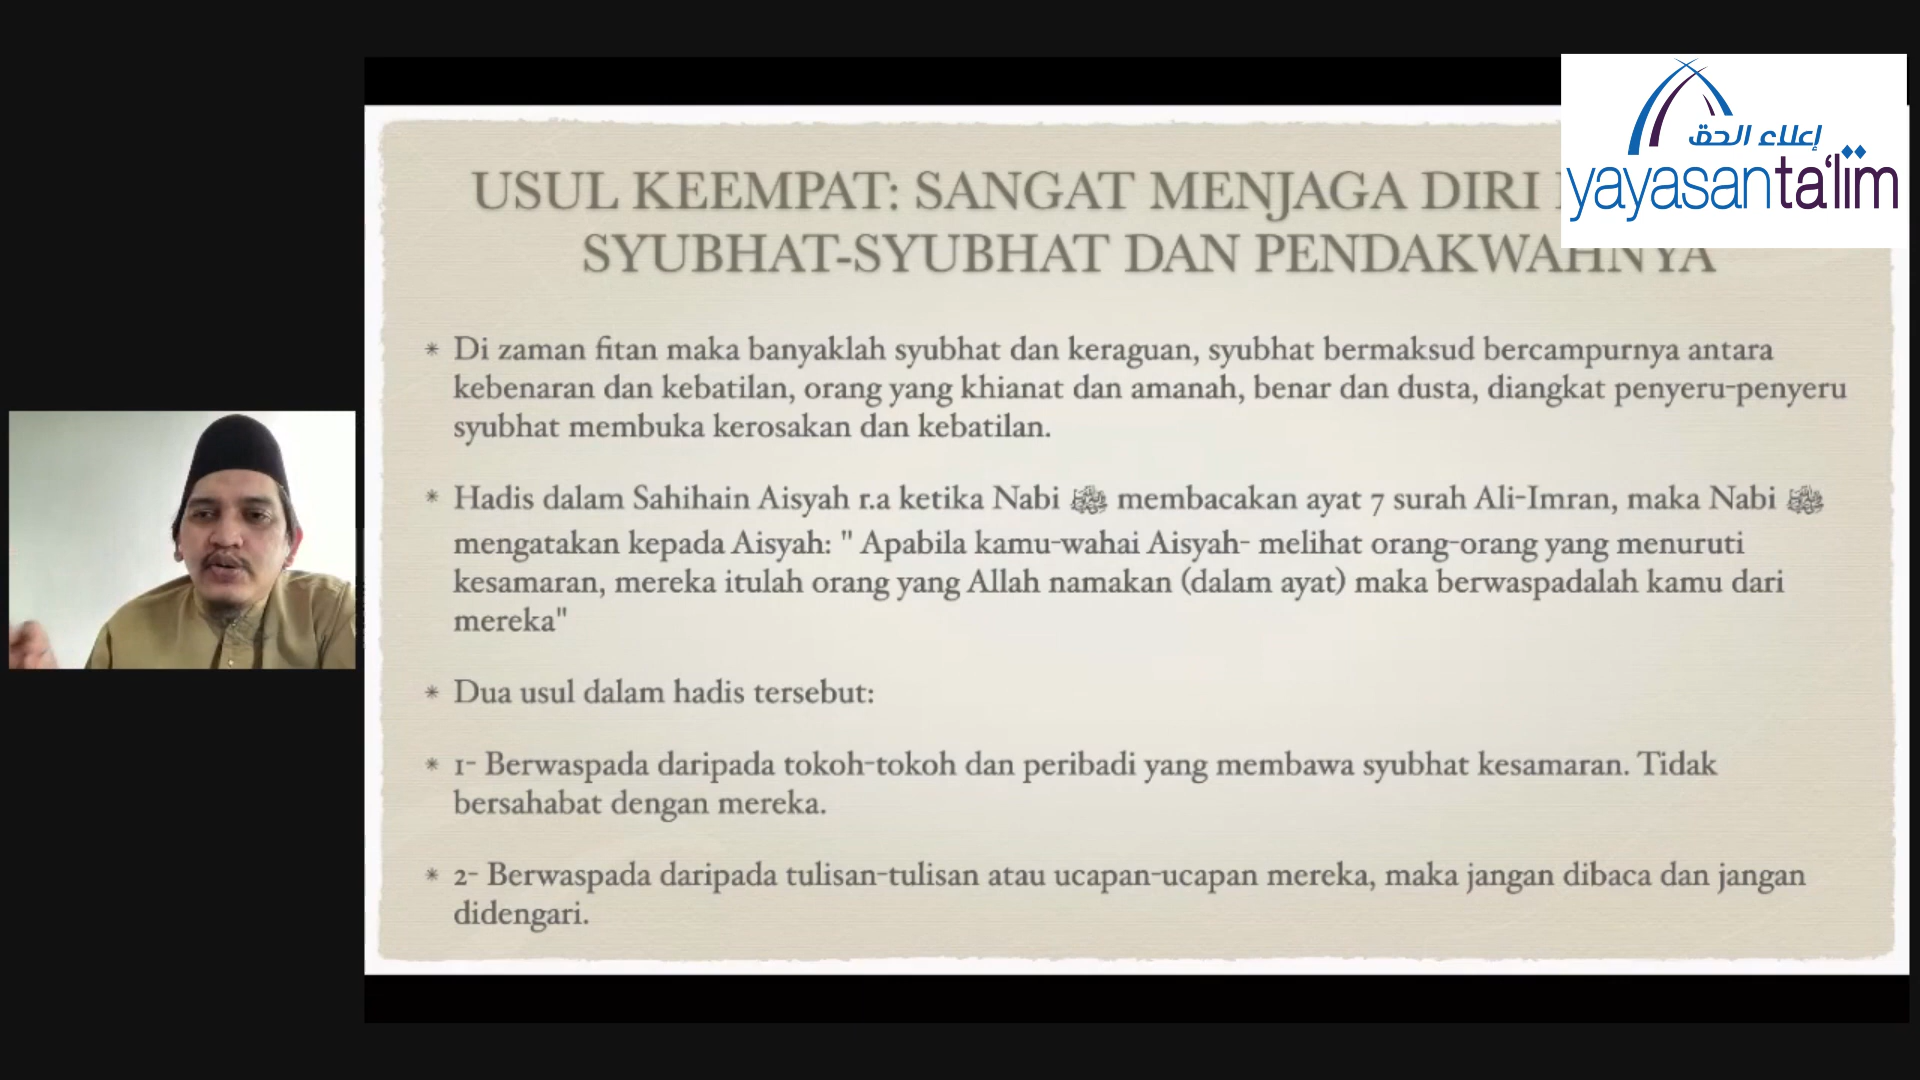 إعلاء الحق
yayasanta'lim
USUL KEEMPAT: SANGAT MENJAGA DIRI
SYUBHAT-SYUBHAT DAN PENDAKWAHNYA
* Di zaman fitan maka banyaklah syubhat dan keraguan, syubhat bermaksud bercampurnya antara
kebenaran dan kebatilan, orang yang khianat dan amanah, benar dan dusta, diangkat penyeru-penyeru
syubhat membuka kerosakan dan kebatilan.
* Hadis dalam Sahihain Aisyah r.a ketika Nabi ﷺ membacakan ayat 7 surah Ali-Imran, maka Nabi ﷺ
mengatakan kepada Aisyah: " Apabila kamu-wahai Aisyah- melihat orang-orang yang menuruti
kesamaran, mereka itulah orang yang Allah namakan (dalam ayat) maka berwaspadalah kamu dari
mereka"
* Dua usul dalam hadis tersebut:
* 1- Berwaspada daripada tokoh-tokoh dan peribadi yang membawa syubhat kesamaran. Tidak
bersahabat dengan mereka.
* 2- Berwaspada daripada tulisan-tulisan atau ucapan-ucapan mereka, maka jangan dibaca dan jangan
didengari.